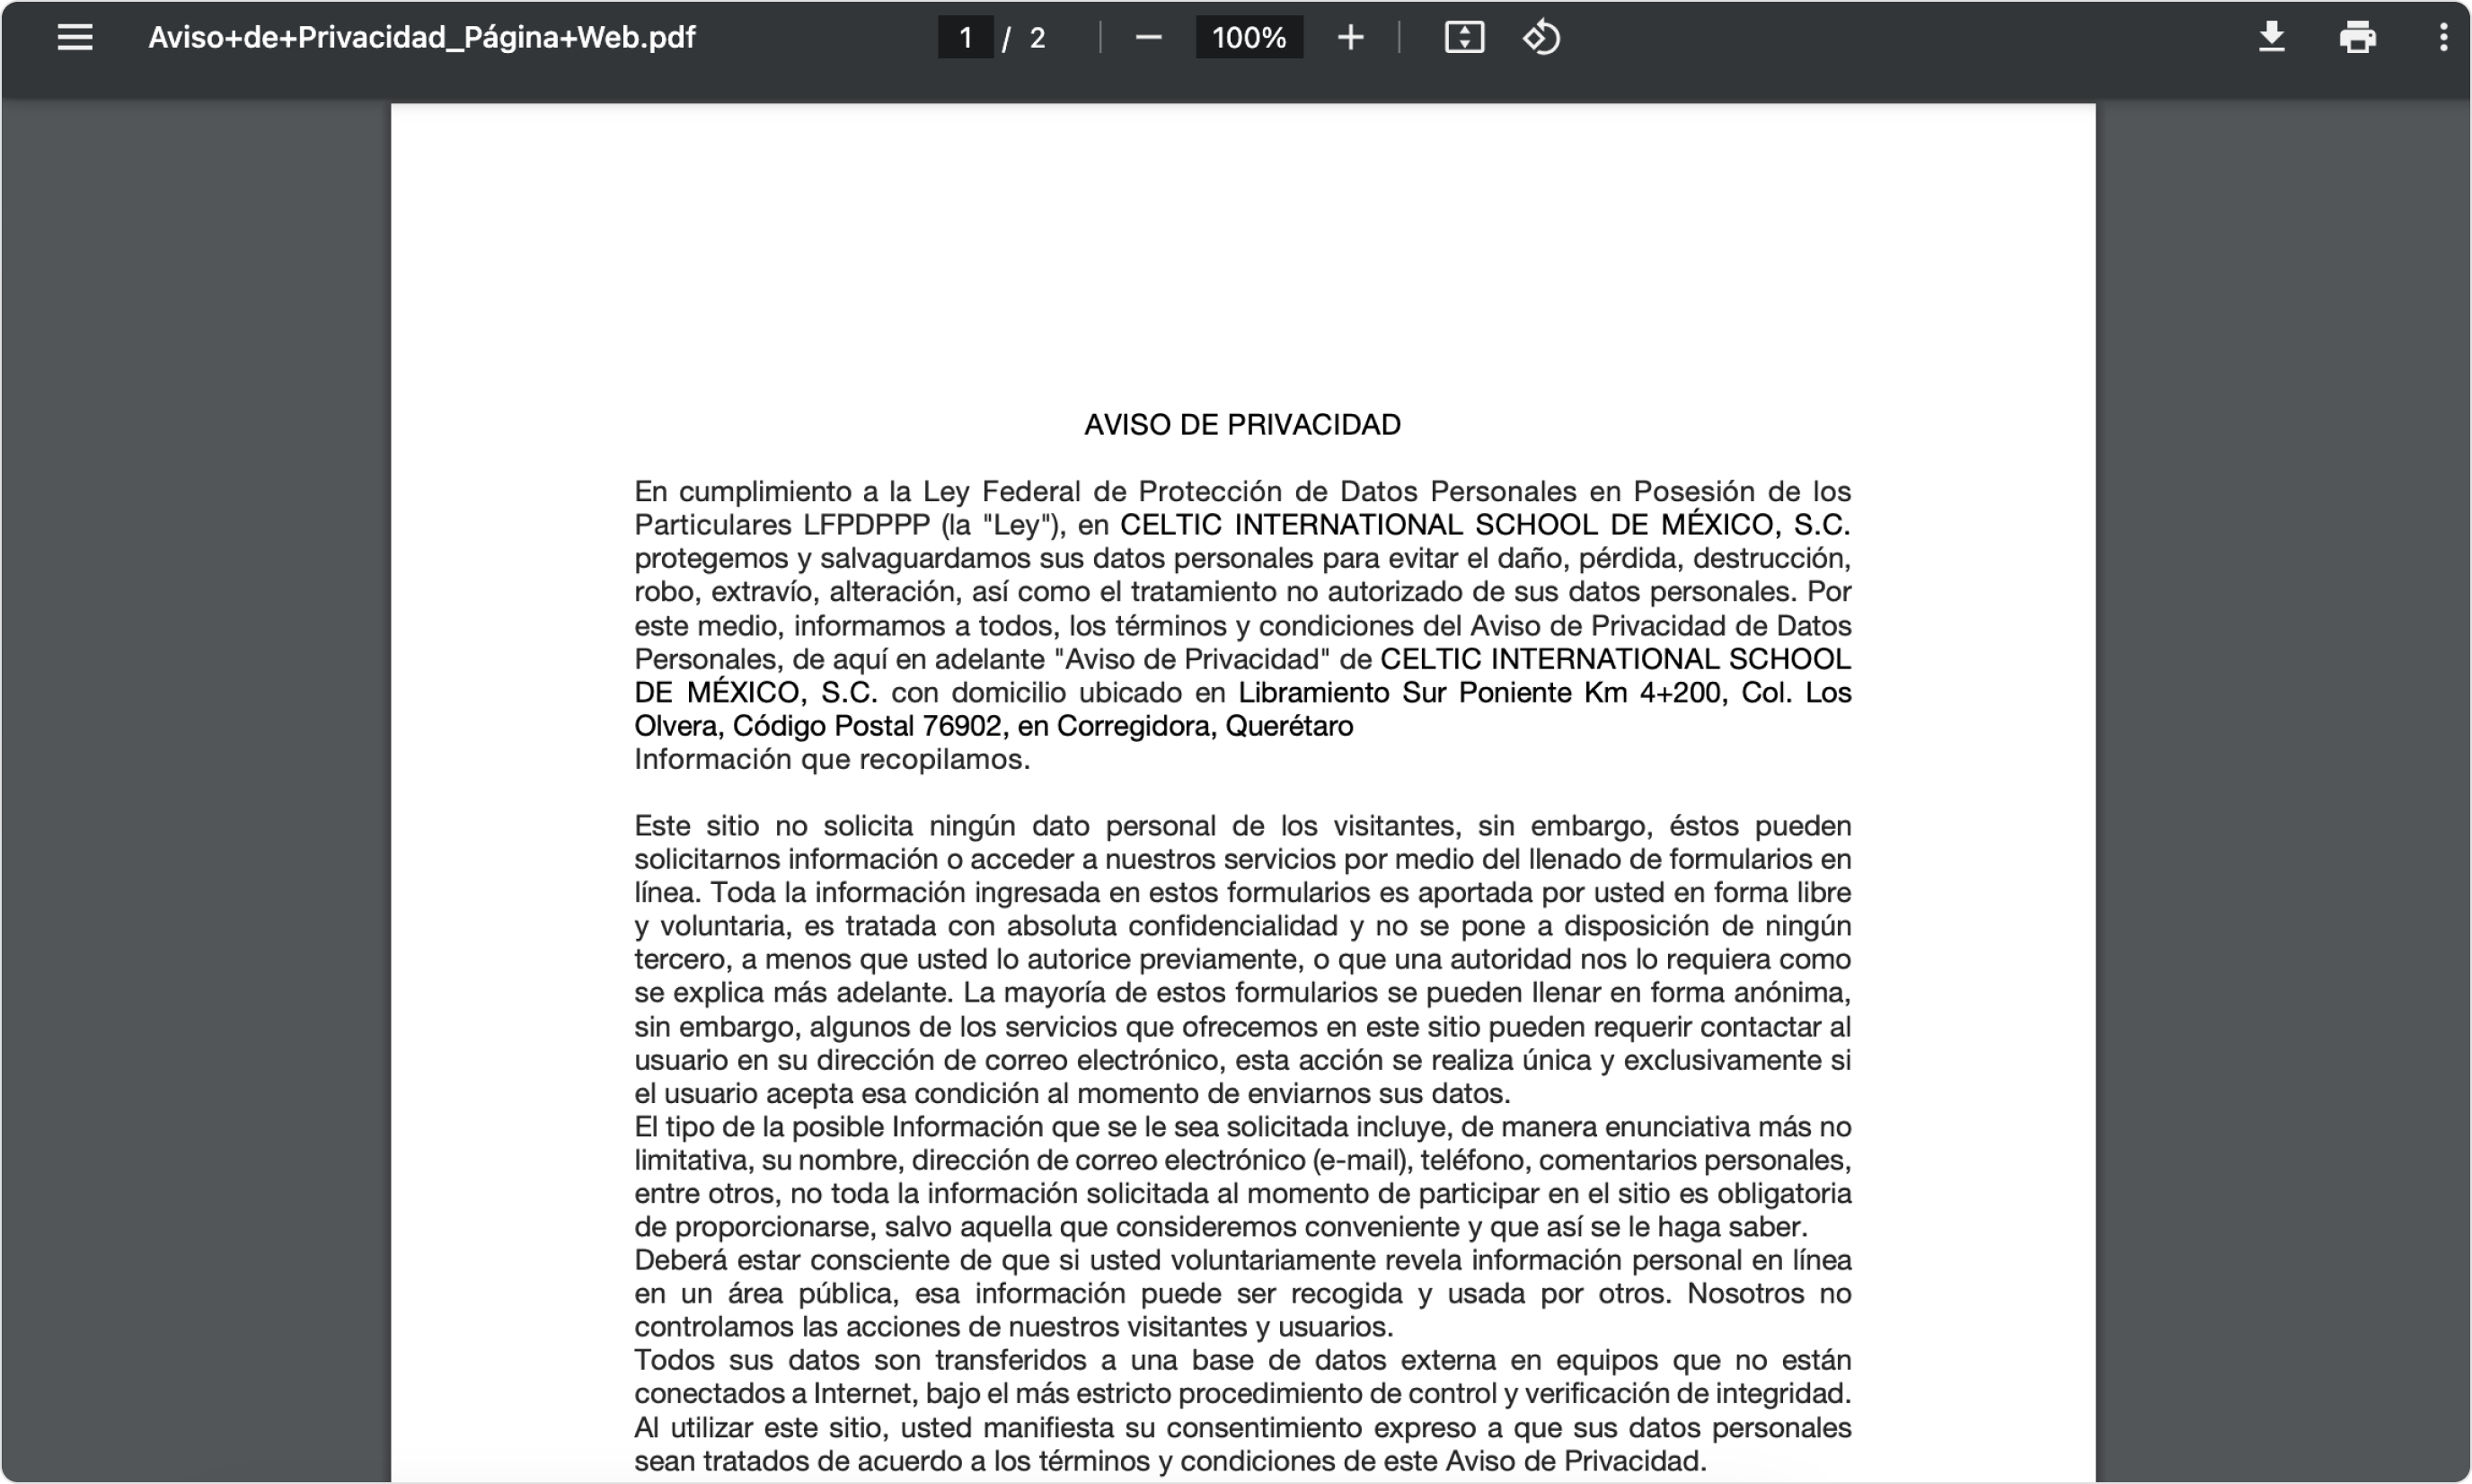 Aviso+de+Privacidad_Página+Web.pdf
1 / 2
100%
AVISO DE PRIVACIDAD
En cumplimiento a la Ley Federal de Protección de Datos Personales en Posesión de los
Particulares LFPDPPP (la "Ley"), en CELTIC INTERNATIONAL SCHOOL DE MÉXICO, S.C.
protegemos y salvaguardamos sus datos personales para evitar el daño, pérdida, destrucción,
robo, extravío, alteración, así como el tratamiento no autorizado de sus datos personales. Por
este medio, informamos a todos, los términos y condiciones del Aviso de Privacidad de Datos
Personales, de aquí en adelante "Aviso de Privacidad" de CELTIC INTERNATIONAL SCHOOL
DE MÉXICO, S.C. con domicilio ubicado en Libramiento Sur Poniente Km 4+200, Col. Los
Olvera, Código Postal 76902, en Corregidora, Querétaro
Información que recopilamos.
Este sitio no solicita ningún dato personal de los visitantes, sin embargo, éstos pueden
solicitarnos información o acceder a nuestros servicios por medio del llenado de formularios en
línea. Toda la información ingresada en estos formularios es aportada por usted en forma libre
y voluntaria, es tratada con absoluta confidencialidad y no se pone a disposición de ningún
tercero, a menos que usted lo autorice previamente, o que una autoridad nos lo requiera como
se explica más adelante. La mayoría de estos formularios se pueden llenar en forma anónima,
sin embargo, algunos de los servicios que ofrecemos en este sitio pueden requerir contactar al
usuario en su dirección de correo electrónico, esta acción se realiza única y exclusivamente si
el usuario acepta esa condición al momento de enviarnos sus datos.
El tipo de la posible Información que se le sea solicitada incluye, de manera enunciativa más no
limitativa, su nombre, dirección de correo electrónico (e-mail), teléfono, comentarios personales,
entre otros, no toda la información solicitada al momento de participar en el sitio es obligatoria
de proporcionarse, salvo aquella que consideremos conveniente y que así se le haga saber.
Deberá estar consciente de que si usted voluntariamente revela información personal en línea
en un área pública, esa información puede ser recogida y usada por otros. Nosotros no
controlamos las acciones de nuestros visitantes y usuarios.
Todos sus datos son transferidos a una base de datos externa en equipos que no están
conectados a Internet, bajo el más estricto procedimiento de control y verificación de integridad.
Al utilizar este sitio, usted manifiesta su consentimiento expreso a que sus datos personales
sean tratados de acuerdo a los términos y condiciones de este Aviso de Privacidad.